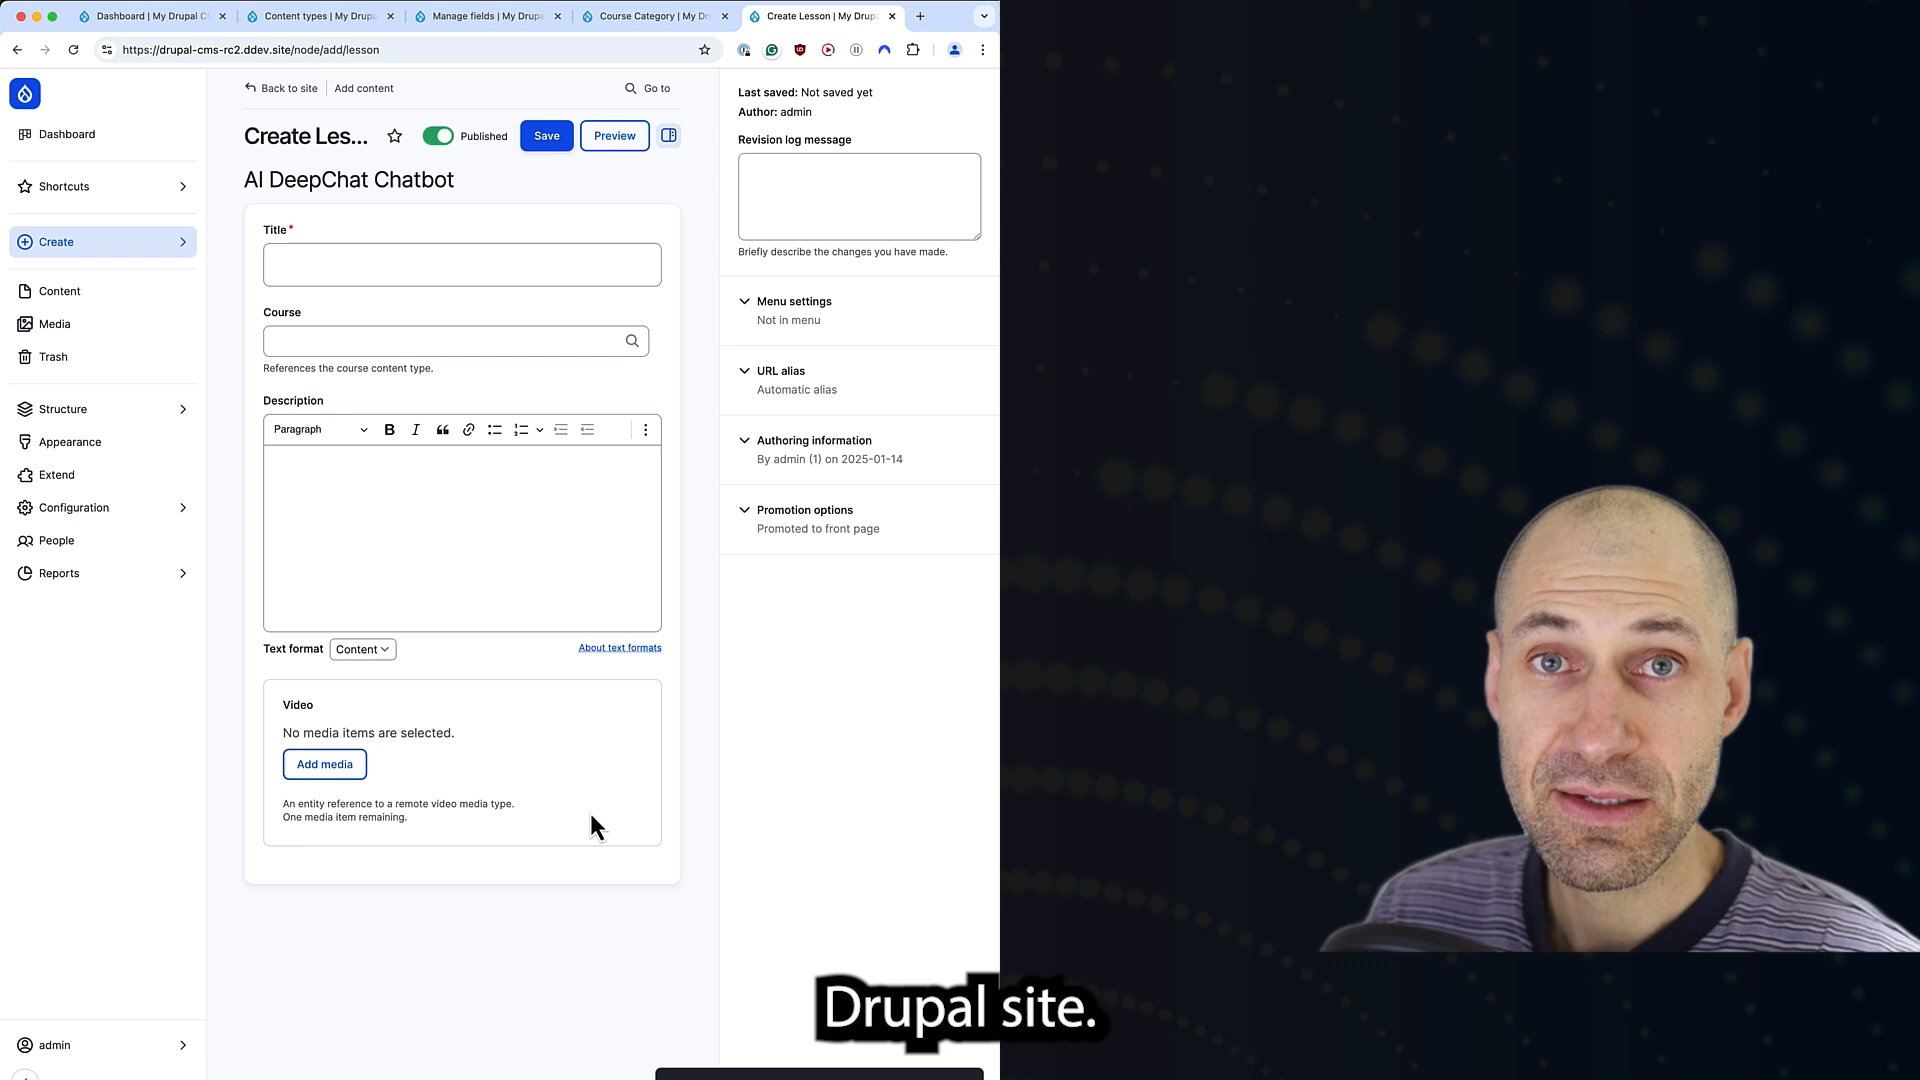 Dashboard | My Drupal C
Content types | My Drupa
Manage fields | My Drupa
Course Category | My Dr
Create Lesson | My Drup
https://drupal-cms-rc2.ddev.site/node/add/lesson
Back to site
Add content
Go to
Dashboard
Shortcuts
Create
Content
Media
Trash
Structure
Appearance
Extend
Configuration
People
Reports
admin
Create Les...
Published
Save
Preview
AI DeepChat Chatbot
Title*
Course
References the course content type.
Description
Paragraph
Text format
Content
About text formats
Video
No media items are selected.
Add media
An entity reference to a remote video media type.
One media item remaining.
Last saved: Not saved yet
Author: admin
Revision log message
Briefly describe the changes you have made.
Menu settings
Not in menu
URL alias
Automatic alias
Authoring information
By admin (1) on 2025-01-14
Promotion options
Promoted to front page
Drupal site.